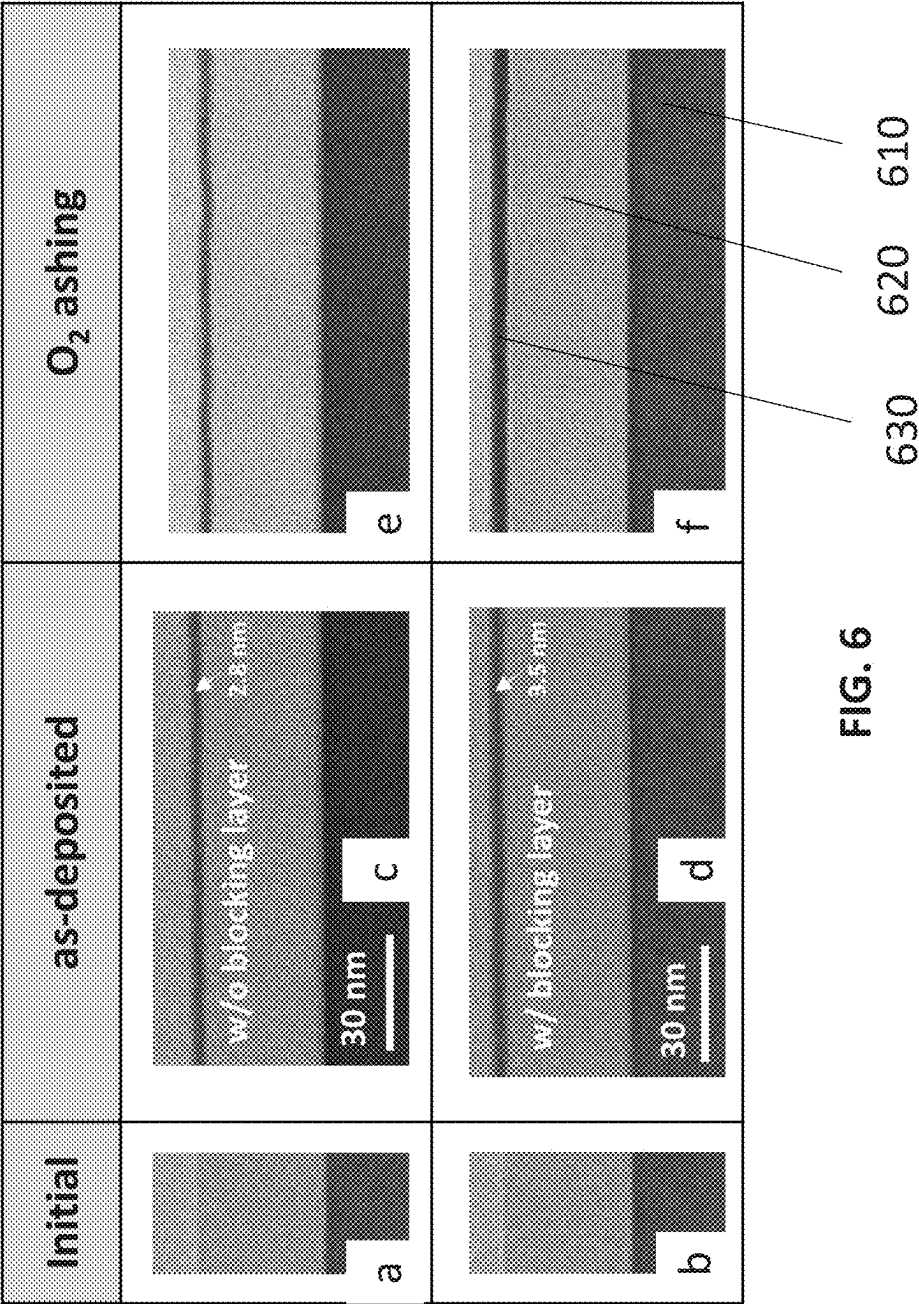 Initial
as-deposited
O₂ ashing
a
w/o blocking layer
2.8 nm
30 nm
c
e
b
w/ blocking layer
3.5 nm
30 nm
d
f
630
620
610
FIG. 6